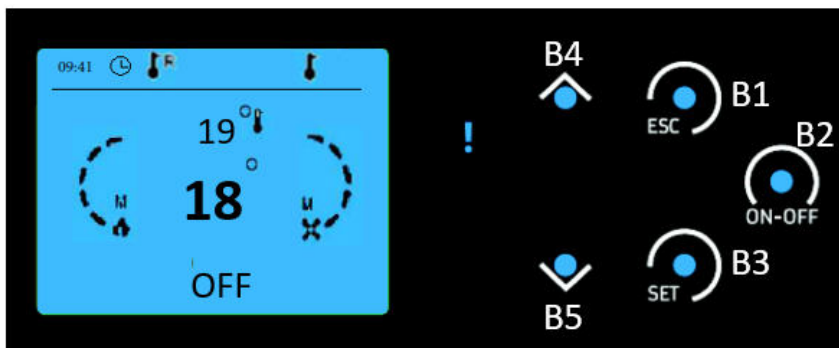 09:41 R
19°
18°
M M
OFF
!
B4
B1
ESC
B2
ON-OFF
B3
SET
B5